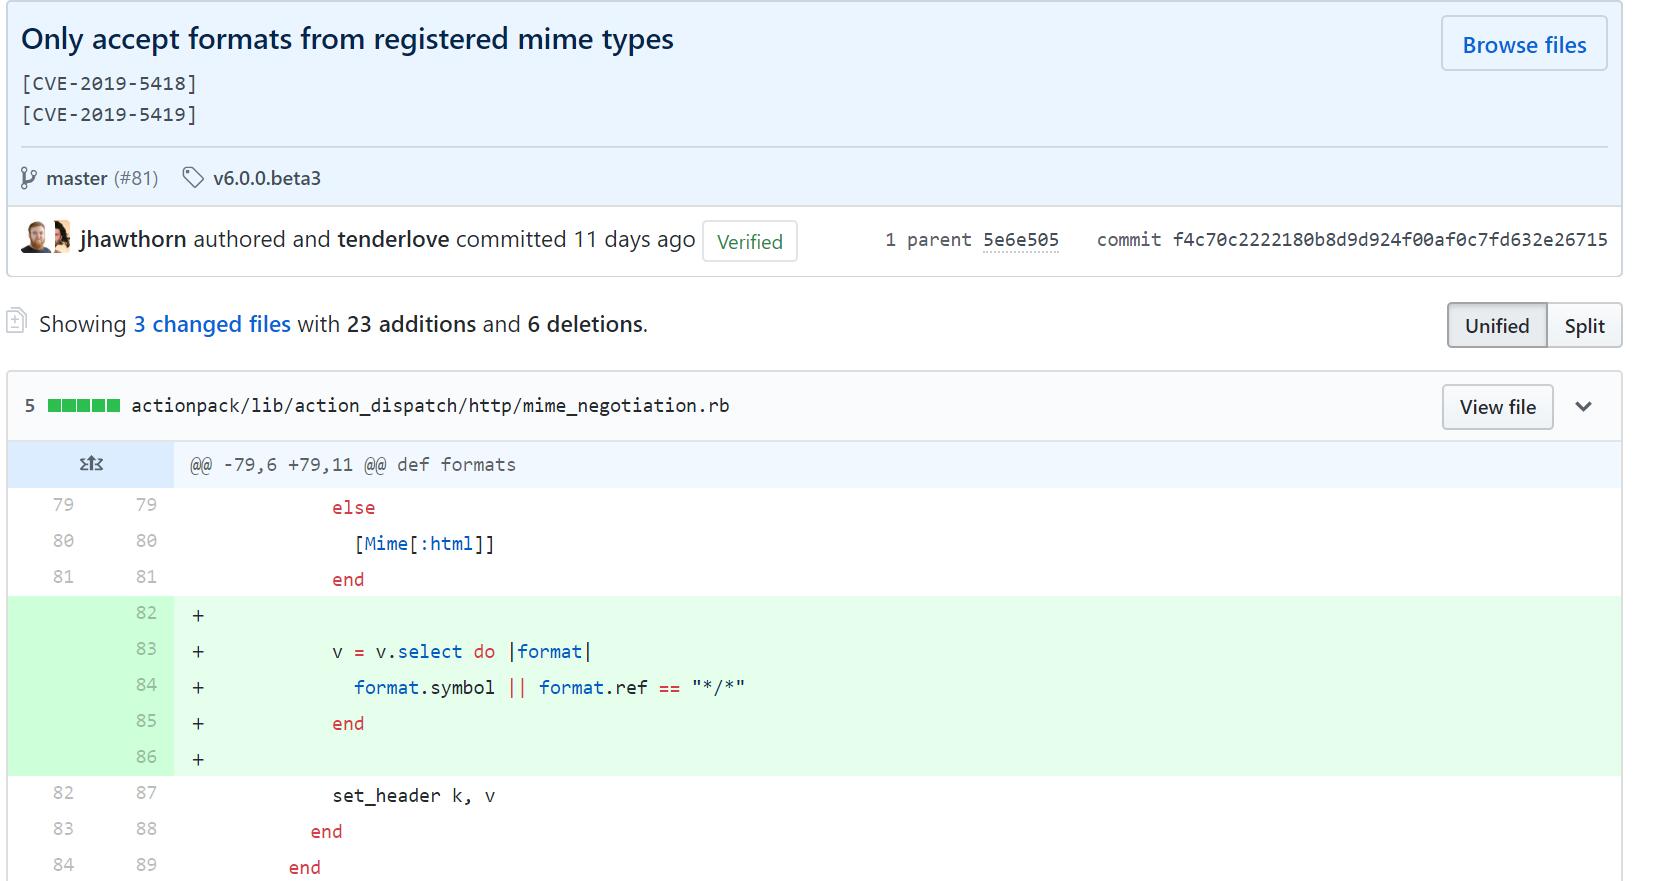 Only accept formats from registered mime types
Browse files
[CVE-2019-5418]
[CVE-2019-5419]
master (#81) v6.0.0.beta3
jhawthorn authored and tenderlove committed 11 days ago Verified 1 parent 5e6e505 commit f4c70c2222180b8d9d924f00af0c7fd632e26715
Showing 3 changed files with 23 additions and 6 deletions. Unified Split
5 actionpack/lib/action_dispatch/http/mime_negotiation.rb View file
@@ -79,6 +79,11 @@ def formats
79 79 else
80 80 [Mime[:html]]
81 81 end
82 +
83 + v = v.select do |format|
84 + format.symbol || format.ref == "*/*"
85 + end
86 +
82 87 set_header k, v
83 88 end
84 89 end